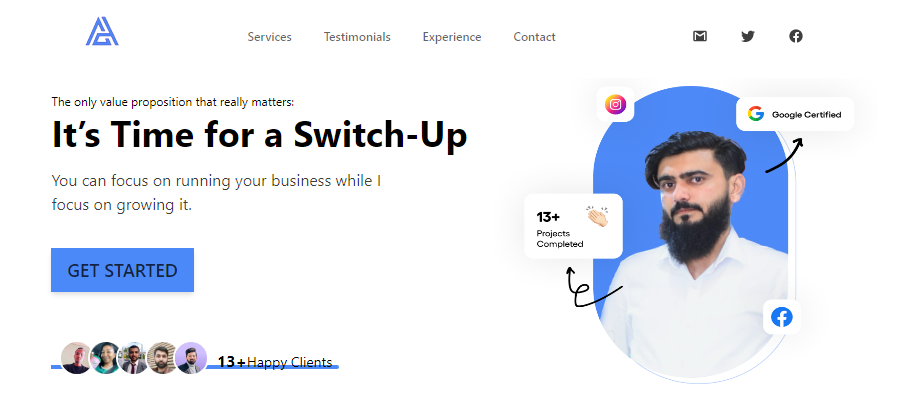 Services Testimonials Experience Contact
The only value proposition that really matters:
It’s Time for a Switch-Up
You can focus on running your business while I
focus on growing it.
GET STARTED
13+Happy Clients
Google Certified
13+
Projects
Completed